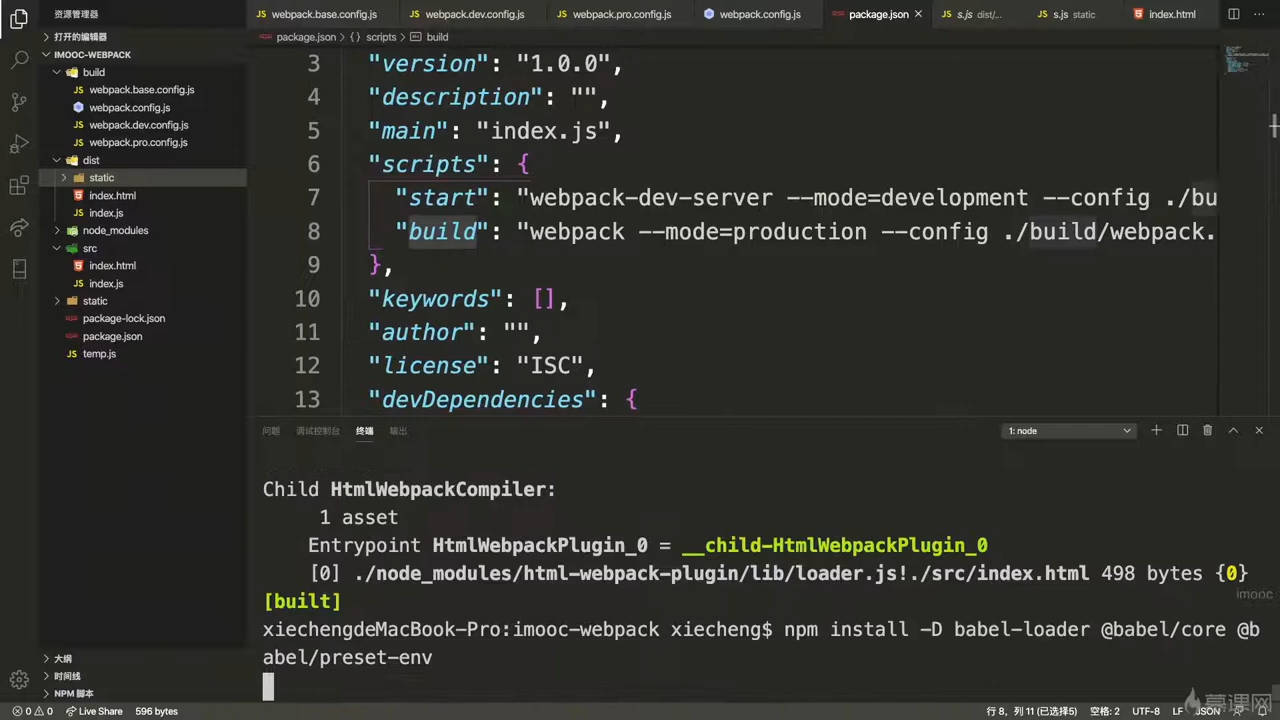 资源管理器
webpack.base.config.js
webpack.dev.config.js
webpack.pro.config.js
webpack.config.js
package.json
s.js dist/...
s.js static
index.html
打开的编辑器
package.json > {} scripts > build
IMOOC-WEBPACK
build
webpack.base.config.js
webpack.config.js
webpack.dev.config.js
webpack.pro.config.js
dist
static
index.html
index.js
node_modules
src
index.html
index.js
static
package-lock.json
package.json
temp.js
大纲
时间线
NPM 脚本
3 "version": "1.0.0",
4 "description": "",
5 "main": "index.js",
6 "scripts": {
7 "start": "webpack-dev-server --mode=development --config ./bu
8 "build": "webpack --mode=production --config ./build/webpack.
9 },
10 "keywords": [],
11 "author": "",
12 "license": "ISC",
13 "devDependencies": {
问题 调试控制台 终端 输出
1: node
Child HtmlWebpackCompiler:
1 asset
Entrypoint HtmlWebpackPlugin_0 = __child-HtmlWebpackPlugin_0
[0] ./node_modules/html-webpack-plugin/lib/loader.js!./src/index.html 498 bytes {0}
[built]
imooc
xiechengdeMacBook-Pro:imooc-webpack xiecheng$ npm install -D babel-loader @babel/core @b
abel/preset-env
慕课网
0 0 Live Share 596 bytes
行 8, 列 11 (已选择5) 空格: 2 UTF-8 LF JSON